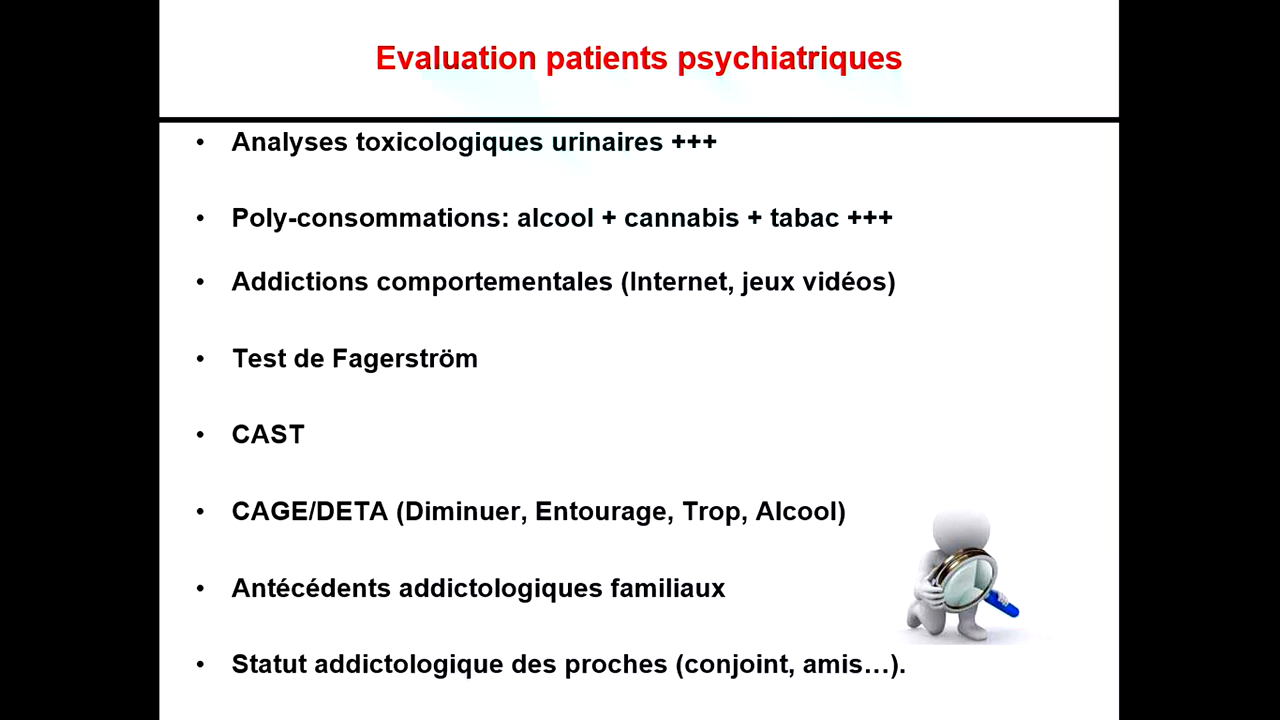 Evaluation patients psychiatriques
• Analyses toxicologiques urinaires +++
• Poly-consommations: alcool + cannabis + tabac +++
• Addictions comportementales (Internet, jeux vidéos)
• Test de Fagerström
• CAST
• CAGE/DETA (Diminuer, Entourage, Trop, Alcool)
• Antécédents addictologiques familiaux
• Statut addictologique des proches (conjoint, amis…).